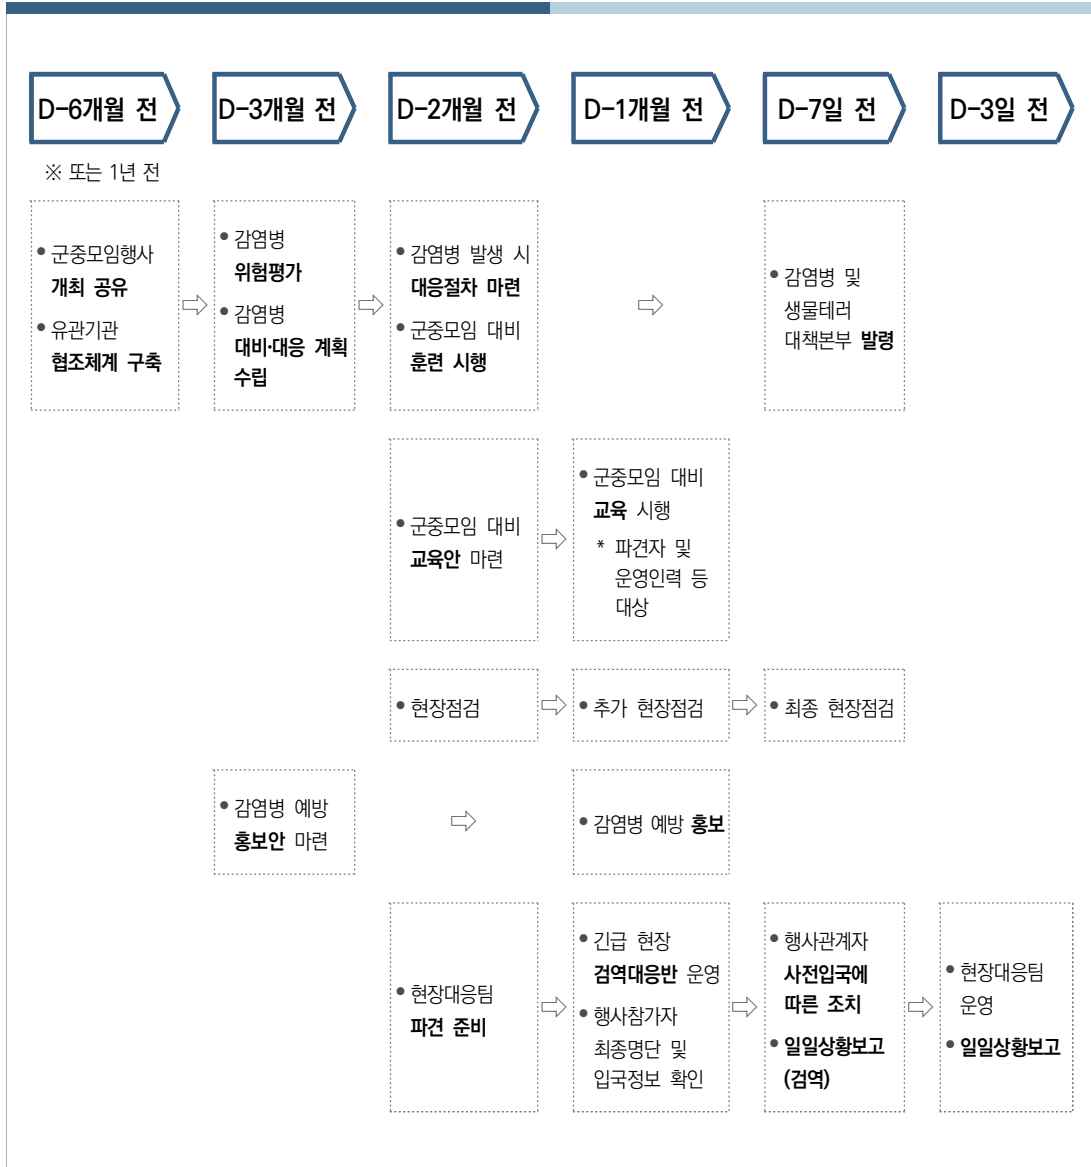 D-6개월 전
D-3개월 전
D-2개월 전
D-1개월 전
D-7일 전
D-3일 전
※ 또는 1년 전
• 군중모임행사
개최 공유
• 유관기관
협조체계 구축
⇨
• 감염병
위험평가
• 감염병
대비·대응 계획
수립
⇨
• 감염병 발생 시
대응절차 마련
• 군중모임 대비
훈련 시행
⇨
• 감염병 및
생물테러
대책본부 발령
• 군중모임 대비
교육안 마련
⇨
• 군중모임 대비
교육 시행
* 파견자 및
운영인력 등
대상
• 현장점검
⇨
• 추가 현장점검
⇨
• 최종 현장점검
• 감염병 예방
홍보안 마련
⇨
• 감염병 예방 홍보
• 현장대응팀
파견 준비
⇨
• 긴급 현장
검역대응반 운영
• 행사참가자
최종명단 및
입국정보 확인
⇨
• 행사관계자
사전입국에
따른 조치
• 일일상황보고
(검역)
⇨
• 현장대응팀
운영
• 일일상황보고